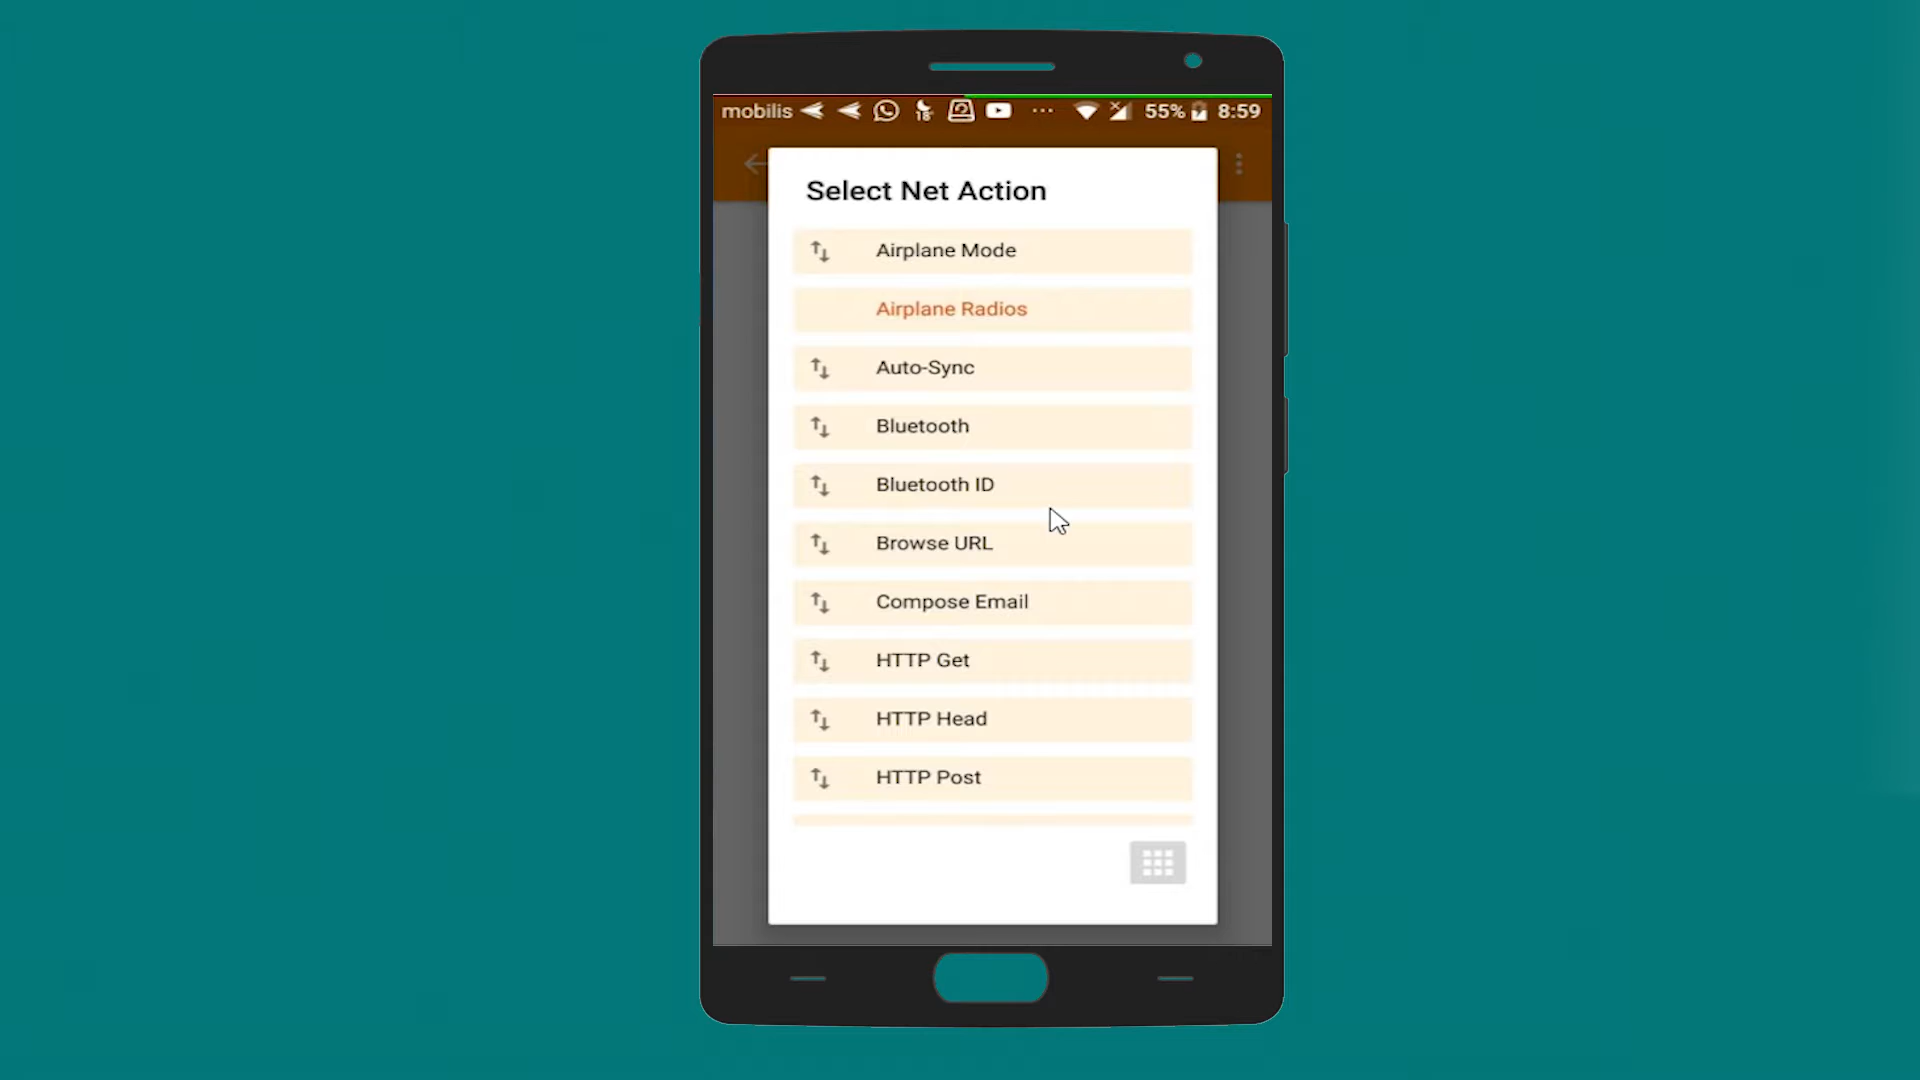 mobilis 18 55% 8:59
Select Net Action
Airplane Mode
Airplane Radios
Auto-Sync
Bluetooth
Bluetooth ID
Browse URL
Compose Email
HTTP Get
HTTP Head
HTTP Post